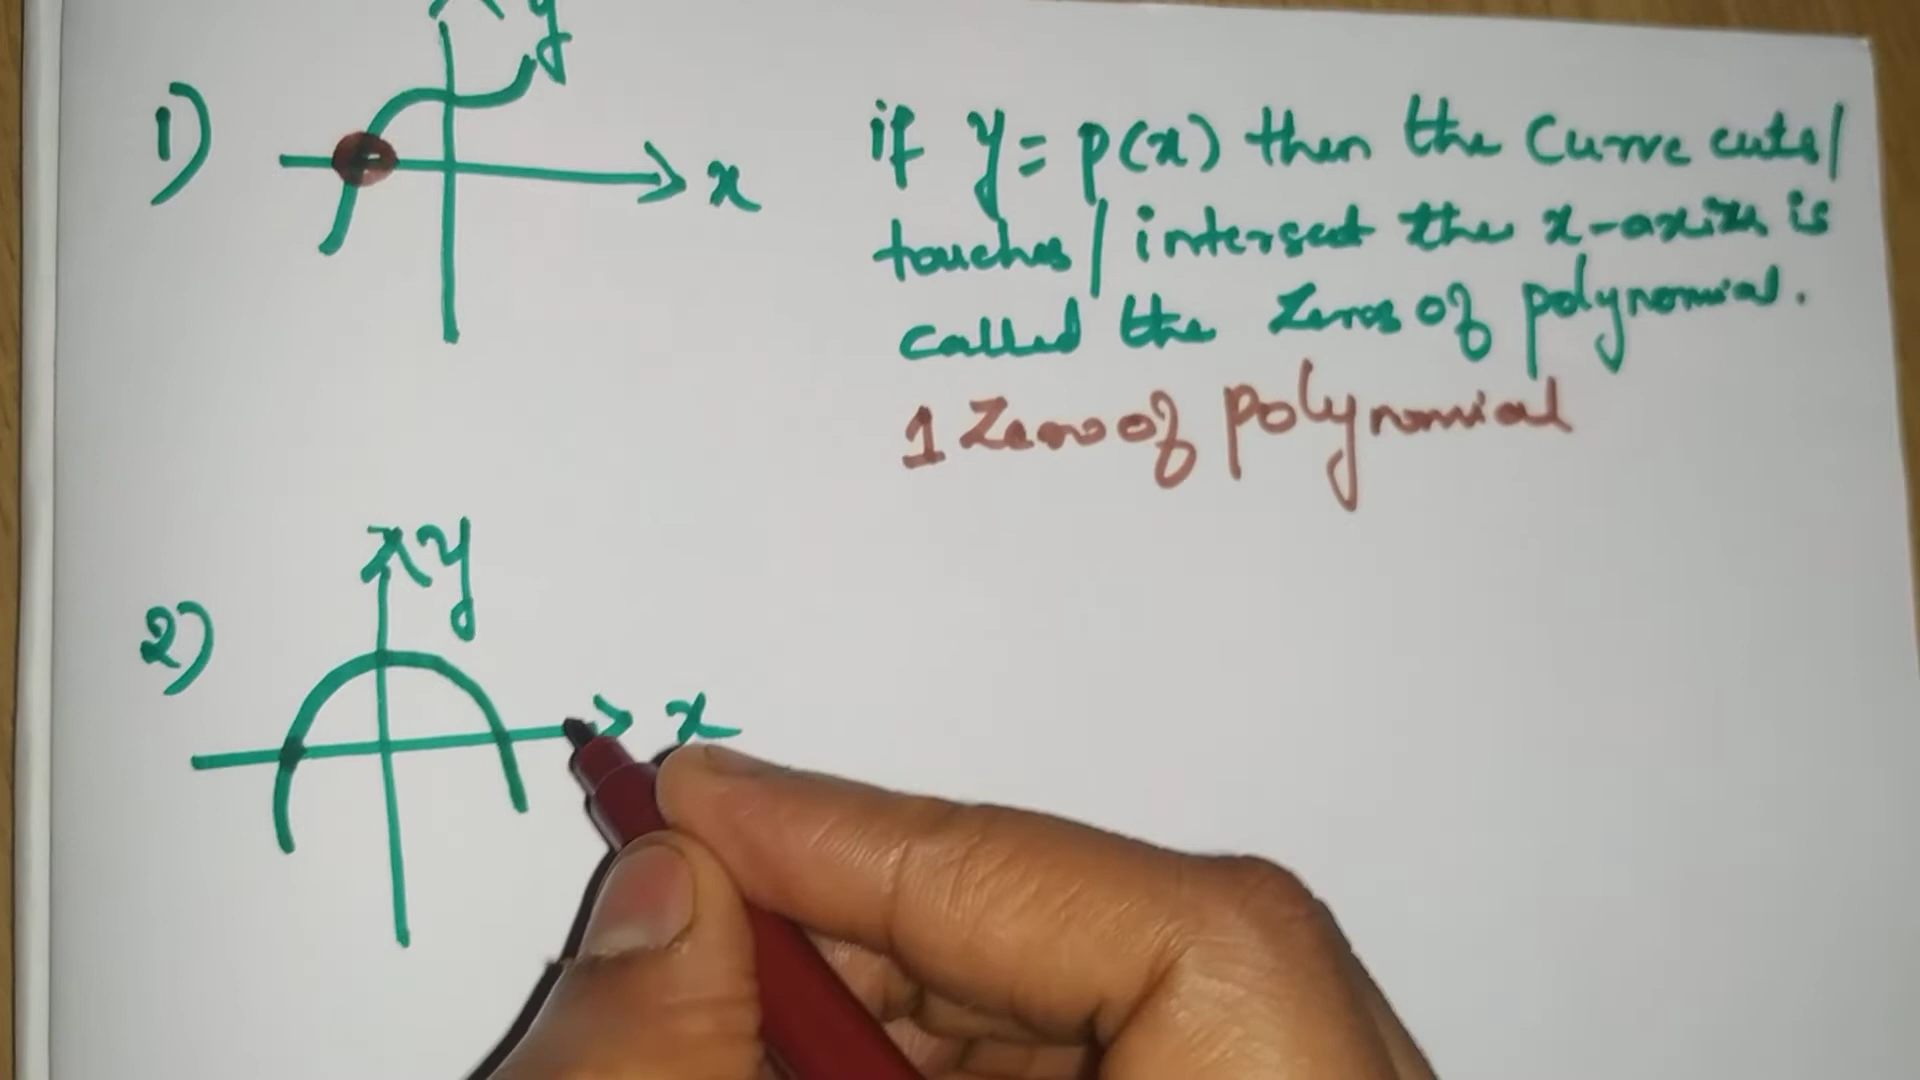 y
1)
x
if y = p(x) then the curve cuts/
touches/ intersect the x-axis is
called the zeros of polynomial.
1 Zero of polynomial
y
2)
x